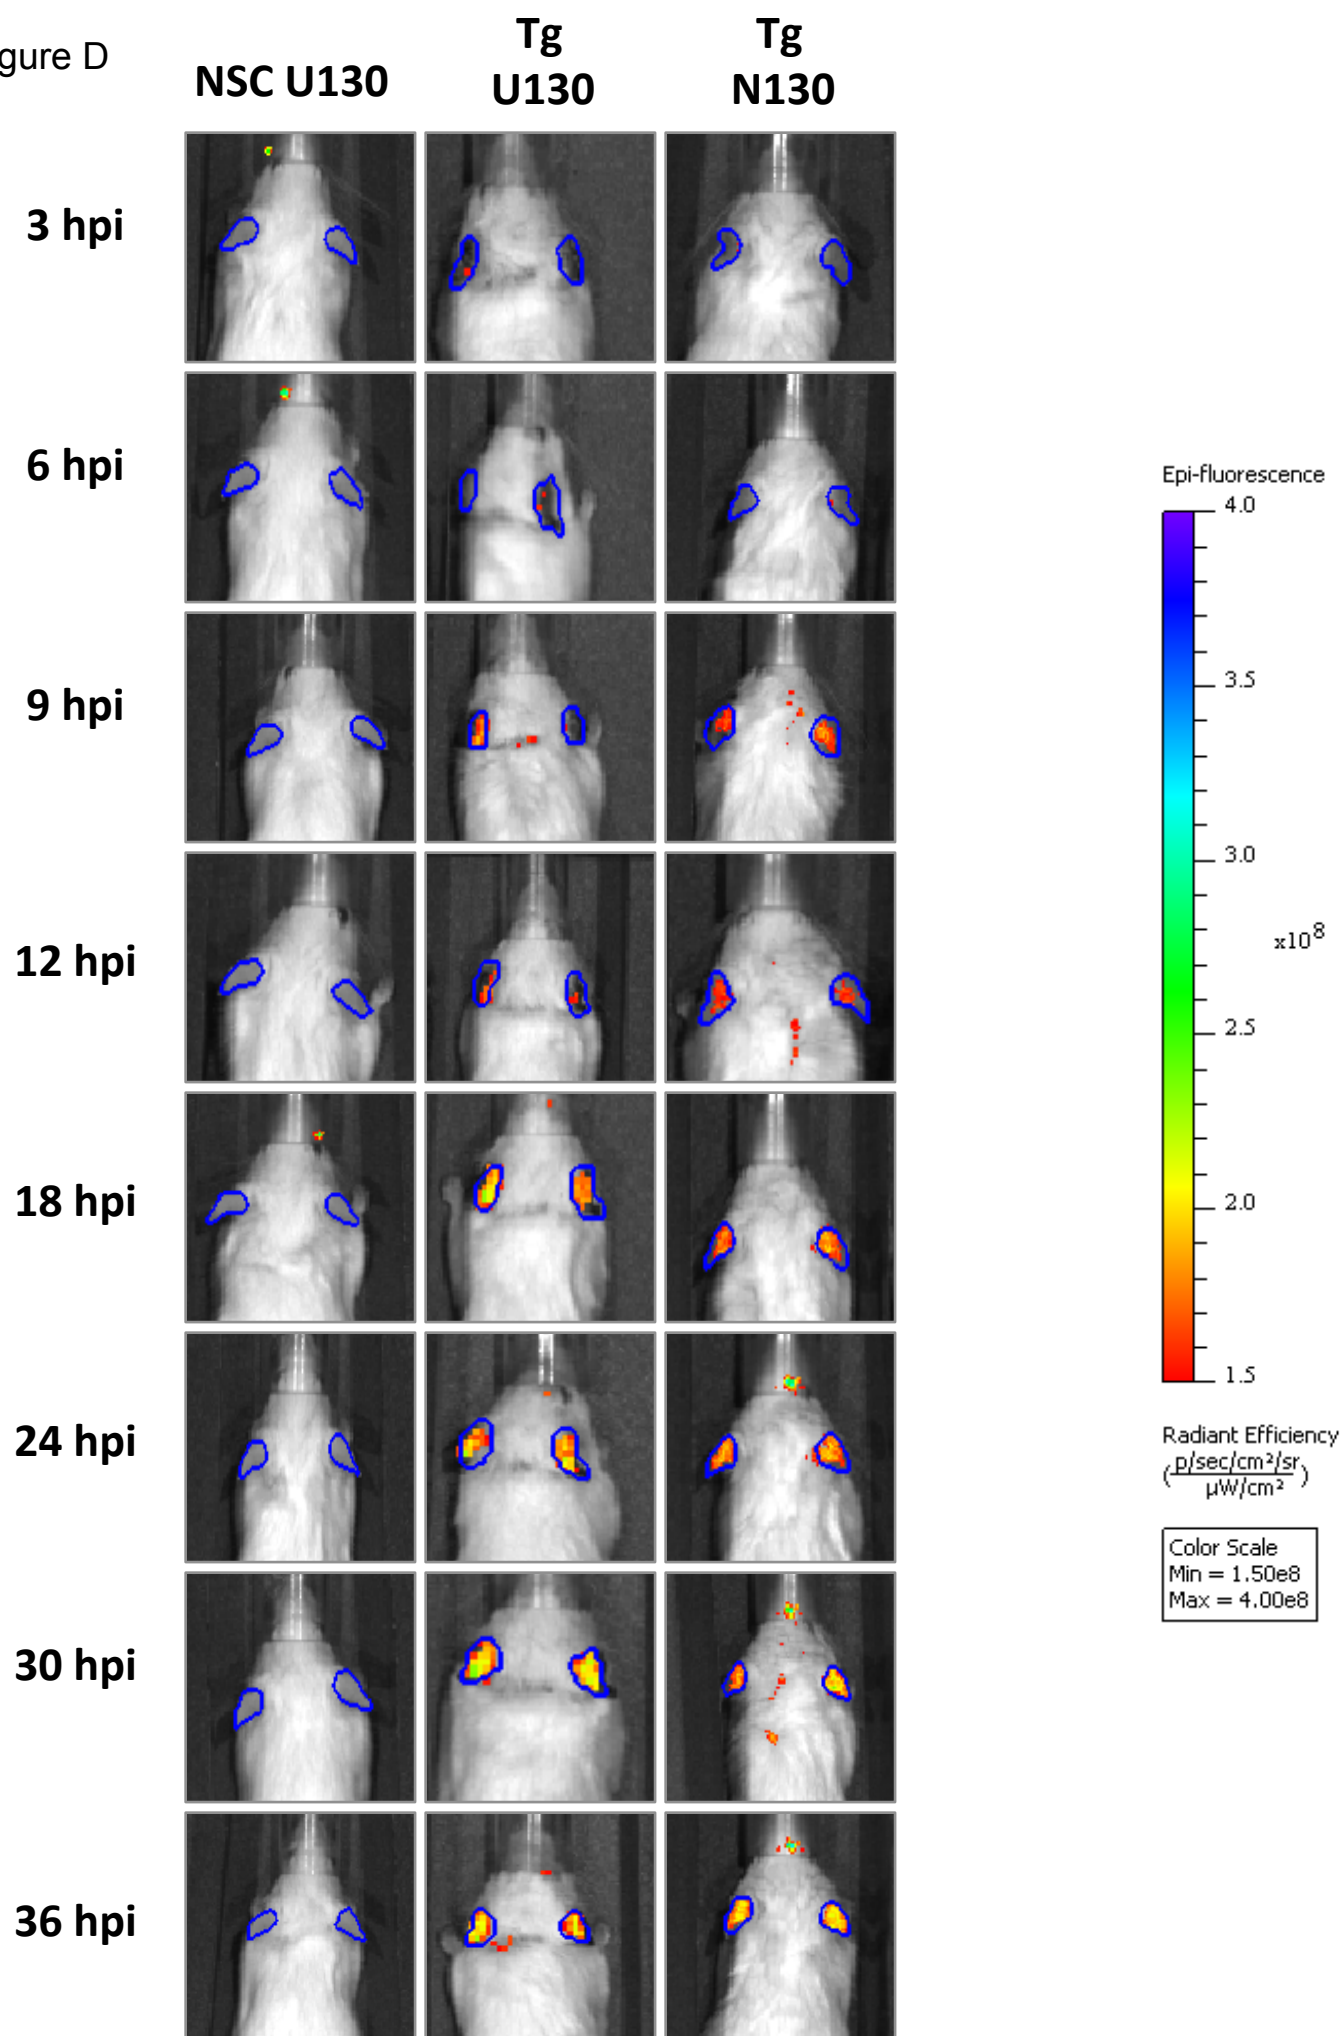 gure D
NSC U130
Tg
U130
Tg
N130
3 hpi
6 hpi
9 hpi
12 hpi
18 hpi
24 hpi
30 hpi
36 hpi
Epi-fluorescence
4.0
3.5
3.0
x10⁸
2.5
2.0
1.5
Radiant Efficiency
(p/sec/cm²/sr
µW/cm²)
Color Scale
Min = 1.50e8
Max = 4.00e8